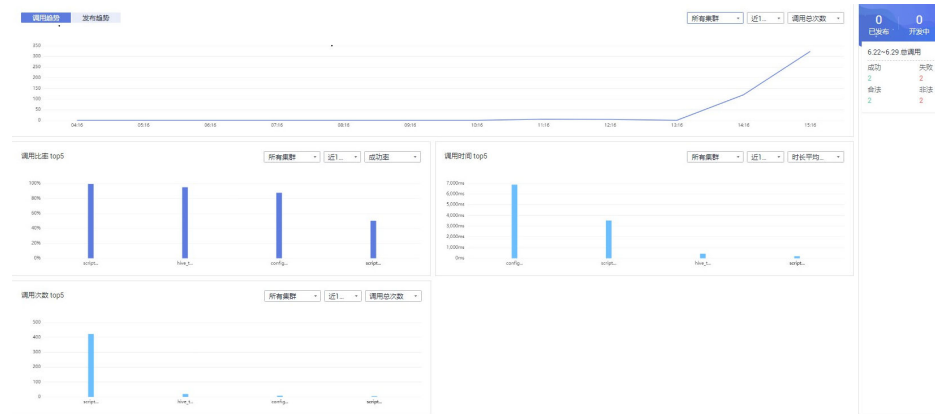 调用趋势 发布趋势
所有集群 近1... 调用总次数
350
300
250
200
150
100
50
0
04:16 05:16 06:16 07:16 08:16 09:16 10:16 11:16 12:16 13:16 14:16 15:16
0 0
已发布 开发中
6.22~6.29 总调用
成功 失败
2 2
合法 非法
2 2
调用比率 top5
所有集群 近1... 成功率
100%
80%
60%
40%
20%
0%
script... hive_t... config... script...
调用时间 top5
所有集群 近1... 时长平均...
7,000ms
6,000ms
5,000ms
4,000ms
3,000ms
2,000ms
1,000ms
0ms
config... script... hive_t... script...
调用次数 top5
所有集群 近1... 调用总次数
500
400
300
200
100
0
script... hive_t... config... script...